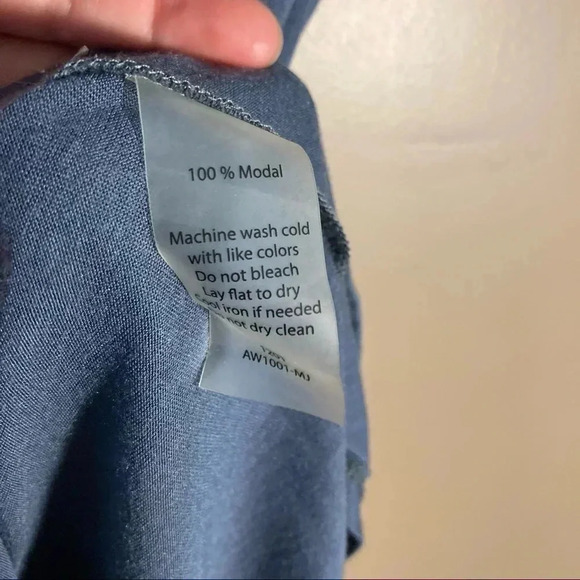 100 % Modal
Machine wash cold
with like colors
Do not bleach
Lay flat to dry
Cool iron if needed
not dry clean
AW1001-MJ